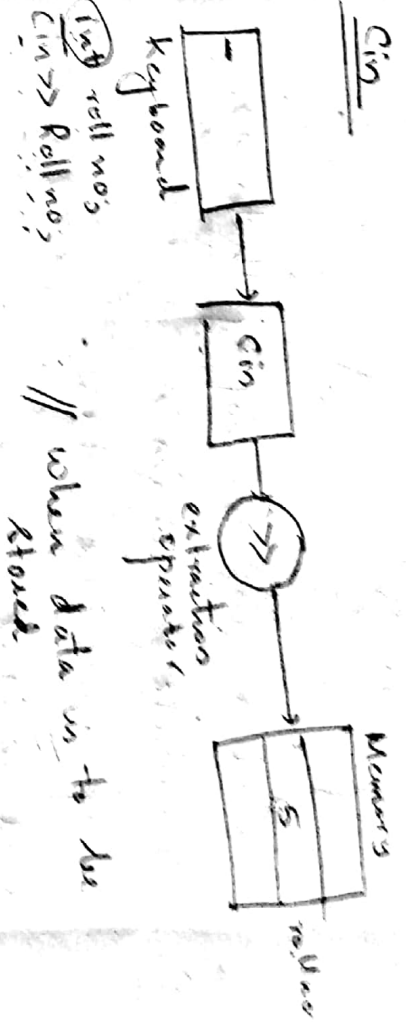 Cin
Memory
Cin
>>
5
roll no
keyboard
extraction
operator
int roll no;
Cin >> Roll no;
// when data is to be
stored